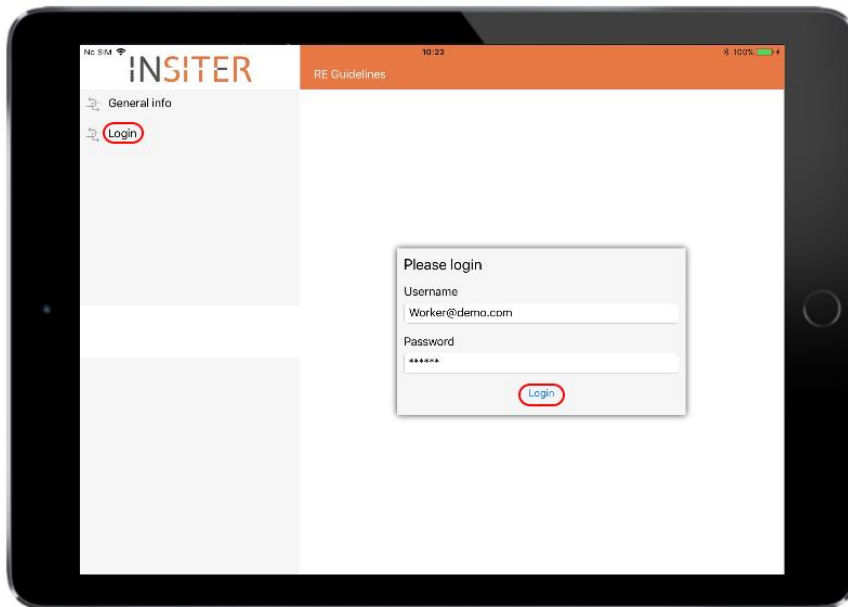 No SIM 10:22 100%
INSITER
RE Guidelines
General info
Login
Please login
Username
Worker@demo.com
Password
******
Login